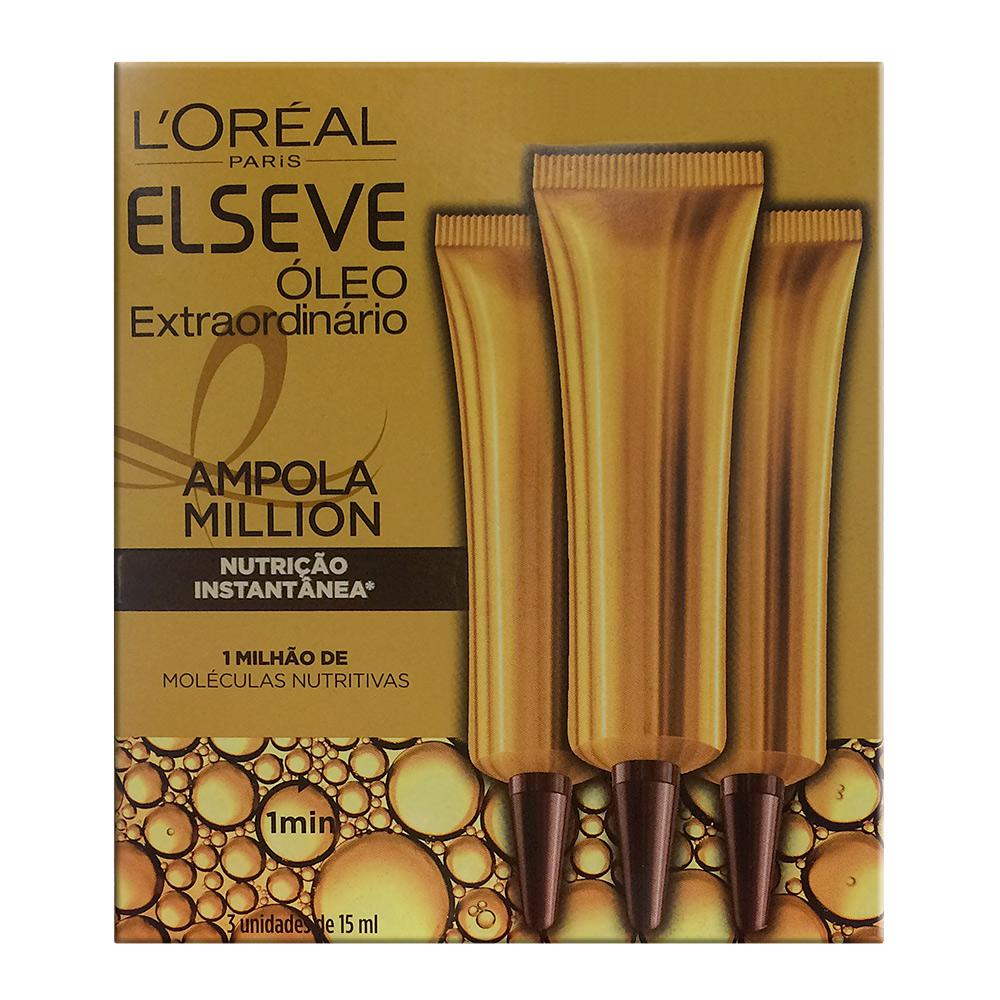 L'ORÉAL
PARiS
ELSEVE
ÓLEO
Extraordinário
AMPOLA
MILLION
NUTRIÇÃO
INSTANTÂNEA*
1 MILHÃO DE
MOLÉCULAS NUTRITIVAS
1min
3 unidades de 15 ml